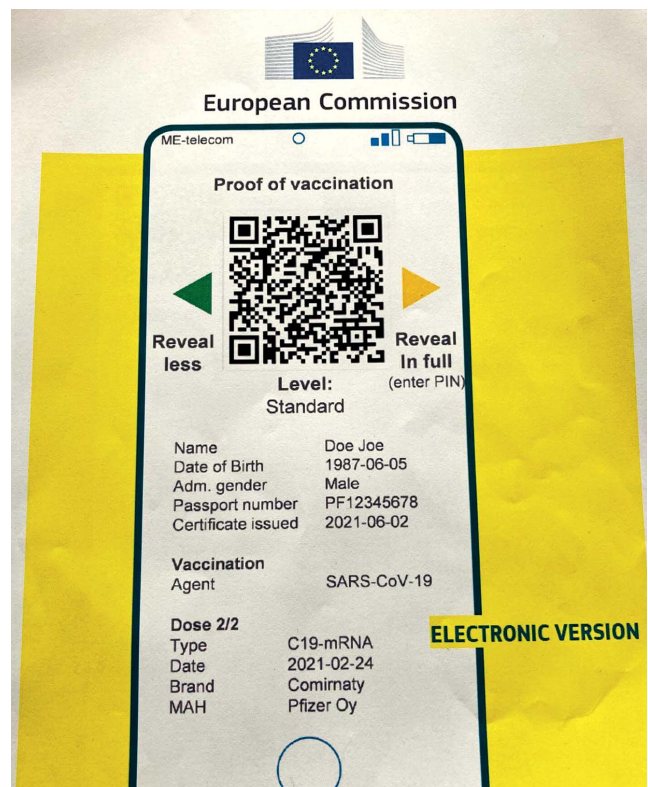 European Commission
ME-telecom
Proof of vaccination
Reveal
less
Reveal
In full
(enter PIN)
Level:
Standard
Name Doe Joe
Date of Birth 1987-06-05
Adm. gender Male
Passport number PF12345678
Certificate issued 2021-06-02
Vaccination
Agent SARS-CoV-19
Dose 2/2
Type C19-mRNA
Date 2021-02-24
Brand Comirnaty
MAH Pfizer Oy
ELECTRONIC VERSION